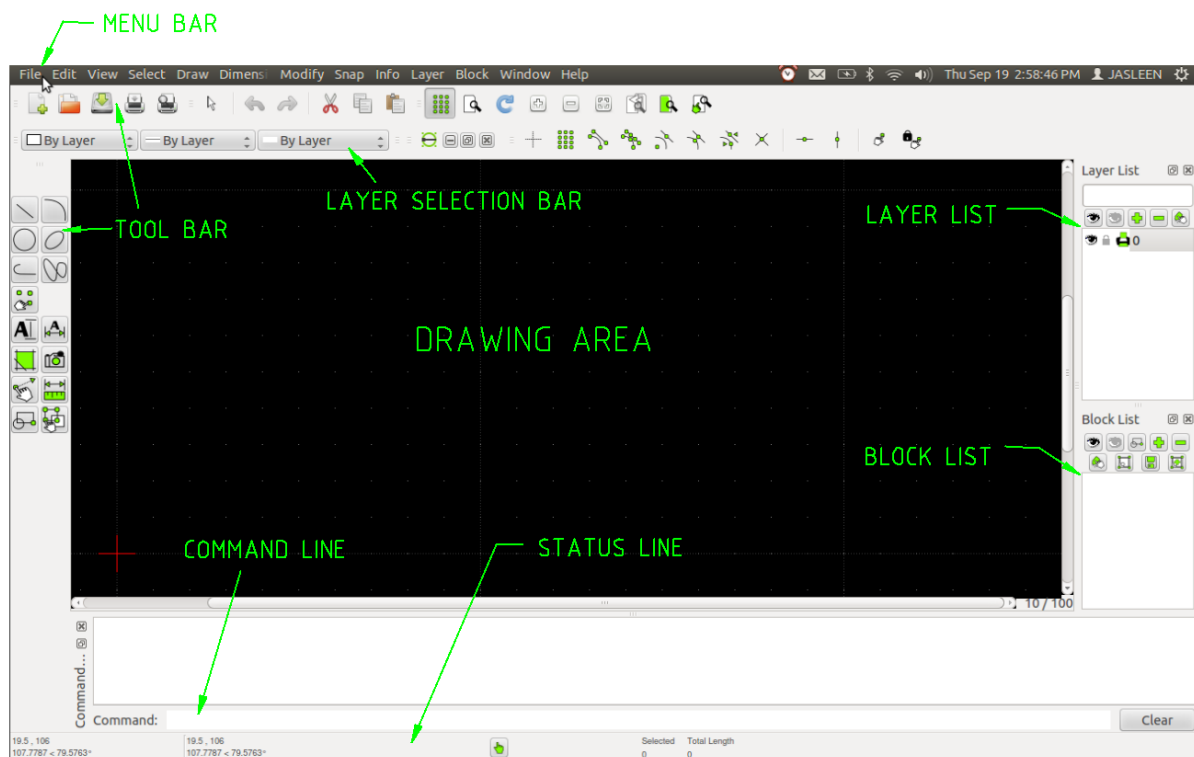 MENU BAR
File Edit View Select Draw Dimens Modify Snap Info Layer Block Window Help Thu Sep 19 2:58:46 PM JASLEEN
By Layer By Layer By Layer
Layer List
LAYER SELECTION BAR
LAYER LIST
TOOL BAR
0
A
A
DRAWING AREA
Block List
BLOCK LIST
COMMAND LINE
STATUS LINE
10 / 100
Command...
Command:
Clear
19.5 , 106 19.5 , 106 Selected Total Length
107.7787 < 79.5763° 107.7787 < 79.5763° 0 0